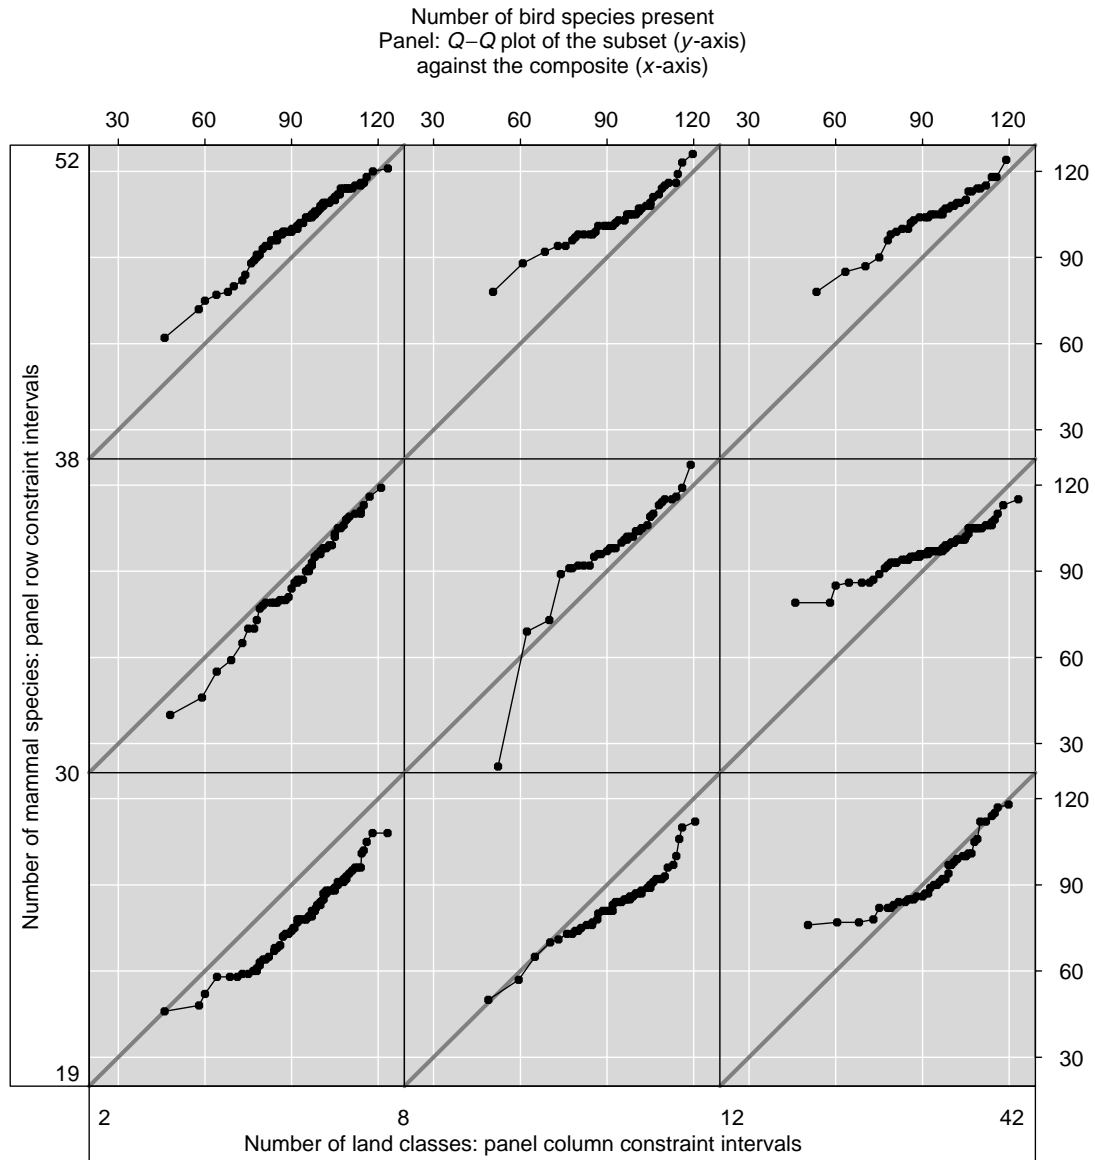 Number of bird species present
Panel: Q–Q plot of the subset (y-axis)
against the composite (x-axis)
30 60 90 120 30 60 90 120 30 60 90 120
52
120
90
60
30
38
120
90
60
30
30
120
90
60
30
19
Number of mammal species: panel row constraint intervals
2 8 12 42
Number of land classes: panel column constraint intervals